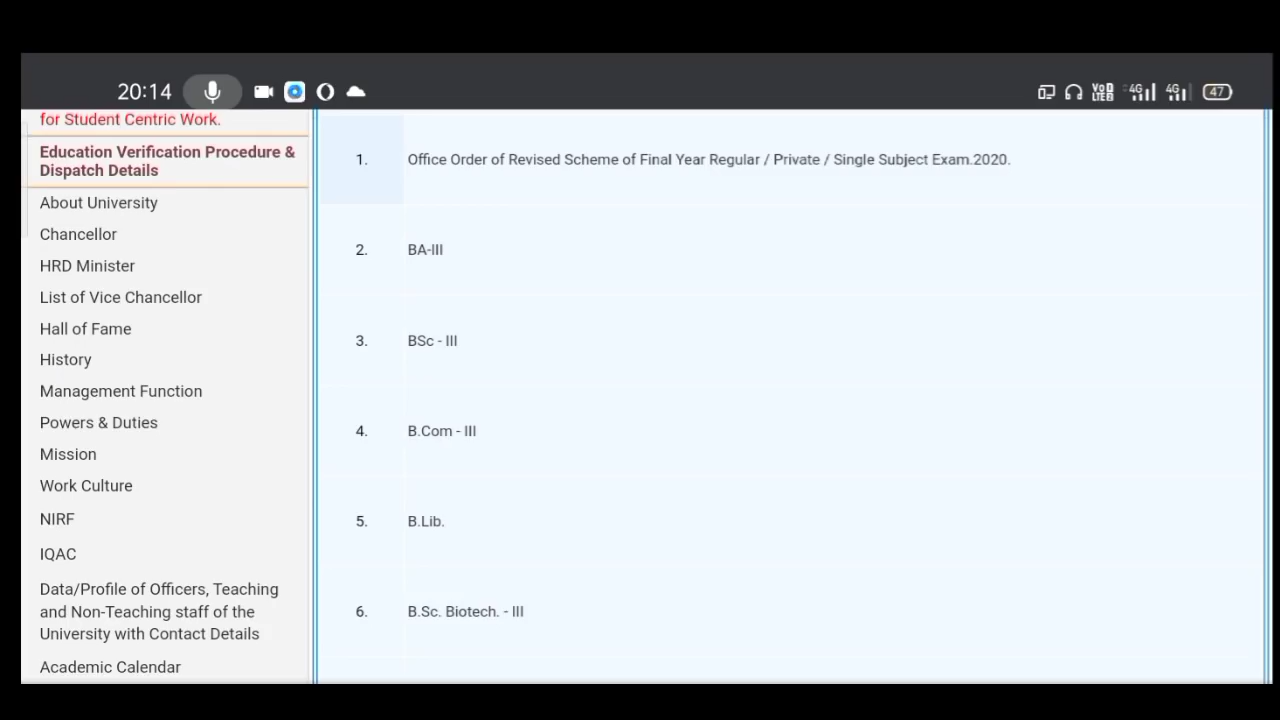 20:14
VoD
LTE2
4G
4G
47
for Student Centric Work.
Education Verification Procedure &
Dispatch Details
About University
Chancellor
HRD Minister
List of Vice Chancellor
Hall of Fame
History
Management Function
Powers & Duties
Mission
Work Culture
NIRF
IQAC
Data/Profile of Officers, Teaching
and Non-Teaching staff of the
University with Contact Details
Academic Calendar
1. Office Order of Revised Scheme of Final Year Regular / Private / Single Subject Exam.2020.
2. BA-III
3. BSc - III
4. B.Com - III
5. B.Lib.
6. B.Sc. Biotech. - III